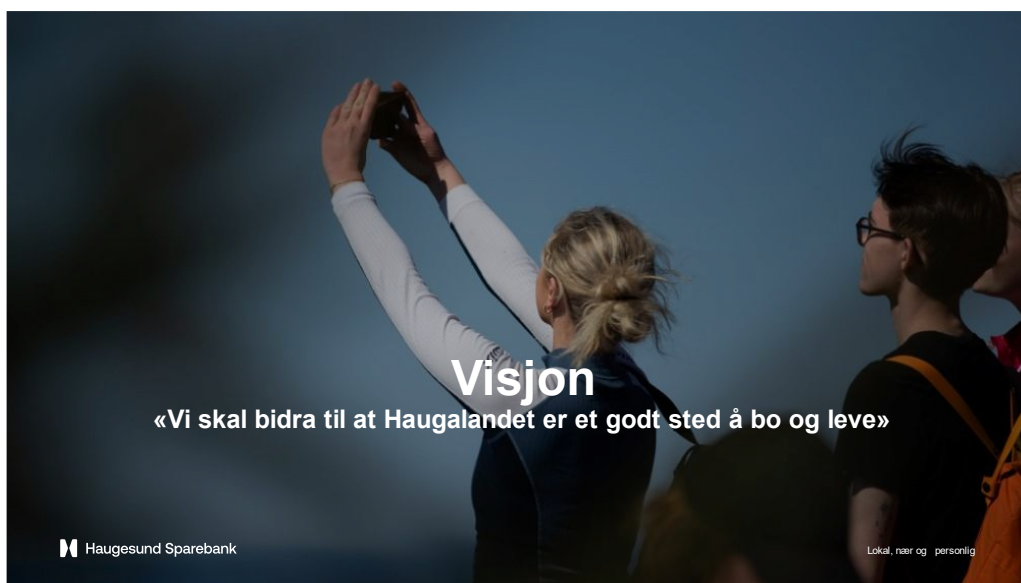 Visjon
«Vi skal bidra til at Haugalandet er et godt sted å bo og leve»
Haugesund Sparebank
Lokal, nær og personlig